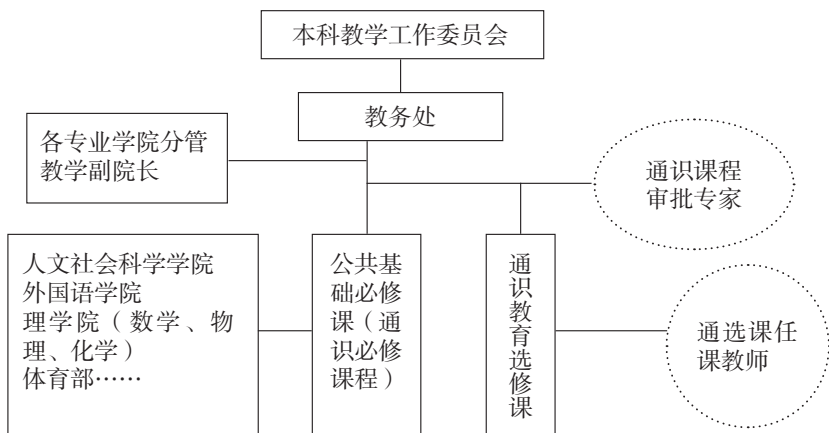 本科教学工作委员会
教务处
各专业学院分管
教学副院长
通识课程
审批专家
人文社会科学学院
外国语学院
理学院（数学、物
理、化学）
体育部……
公共基
础必修
课（通
识必修
课程）
通识教育选修课
通选课任
课教师